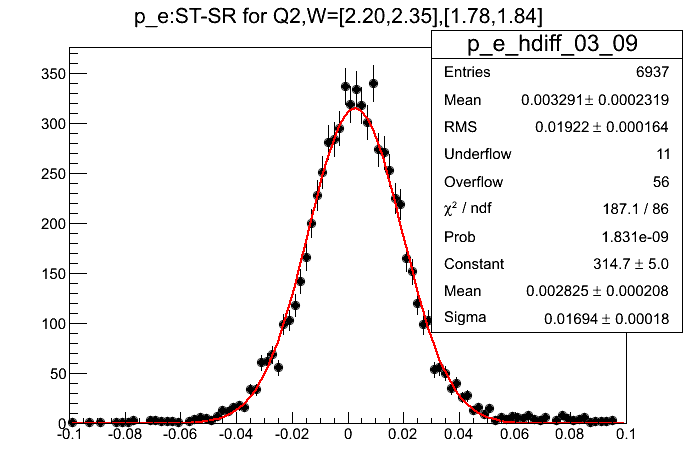 p_e:ST-SR for Q2,W=[2.20,2.35],[1.78,1.84]
p_e_hdiff_03_09
Entries 6937
Mean 0.003291± 0.0002319
RMS 0.01922 ± 0.000164
Underflow 11
Overflow 56
χ² / ndf 187.1 / 86
Prob 1.831e-09
Constant 314.7 ± 5.0
Mean 0.002825 ± 0.000208
Sigma 0.01694 ± 0.00018
350
300
250
200
150
100
50
0
-0.1 -0.08 -0.06 -0.04 -0.02 0 0.02 0.04 0.06 0.08 0.1